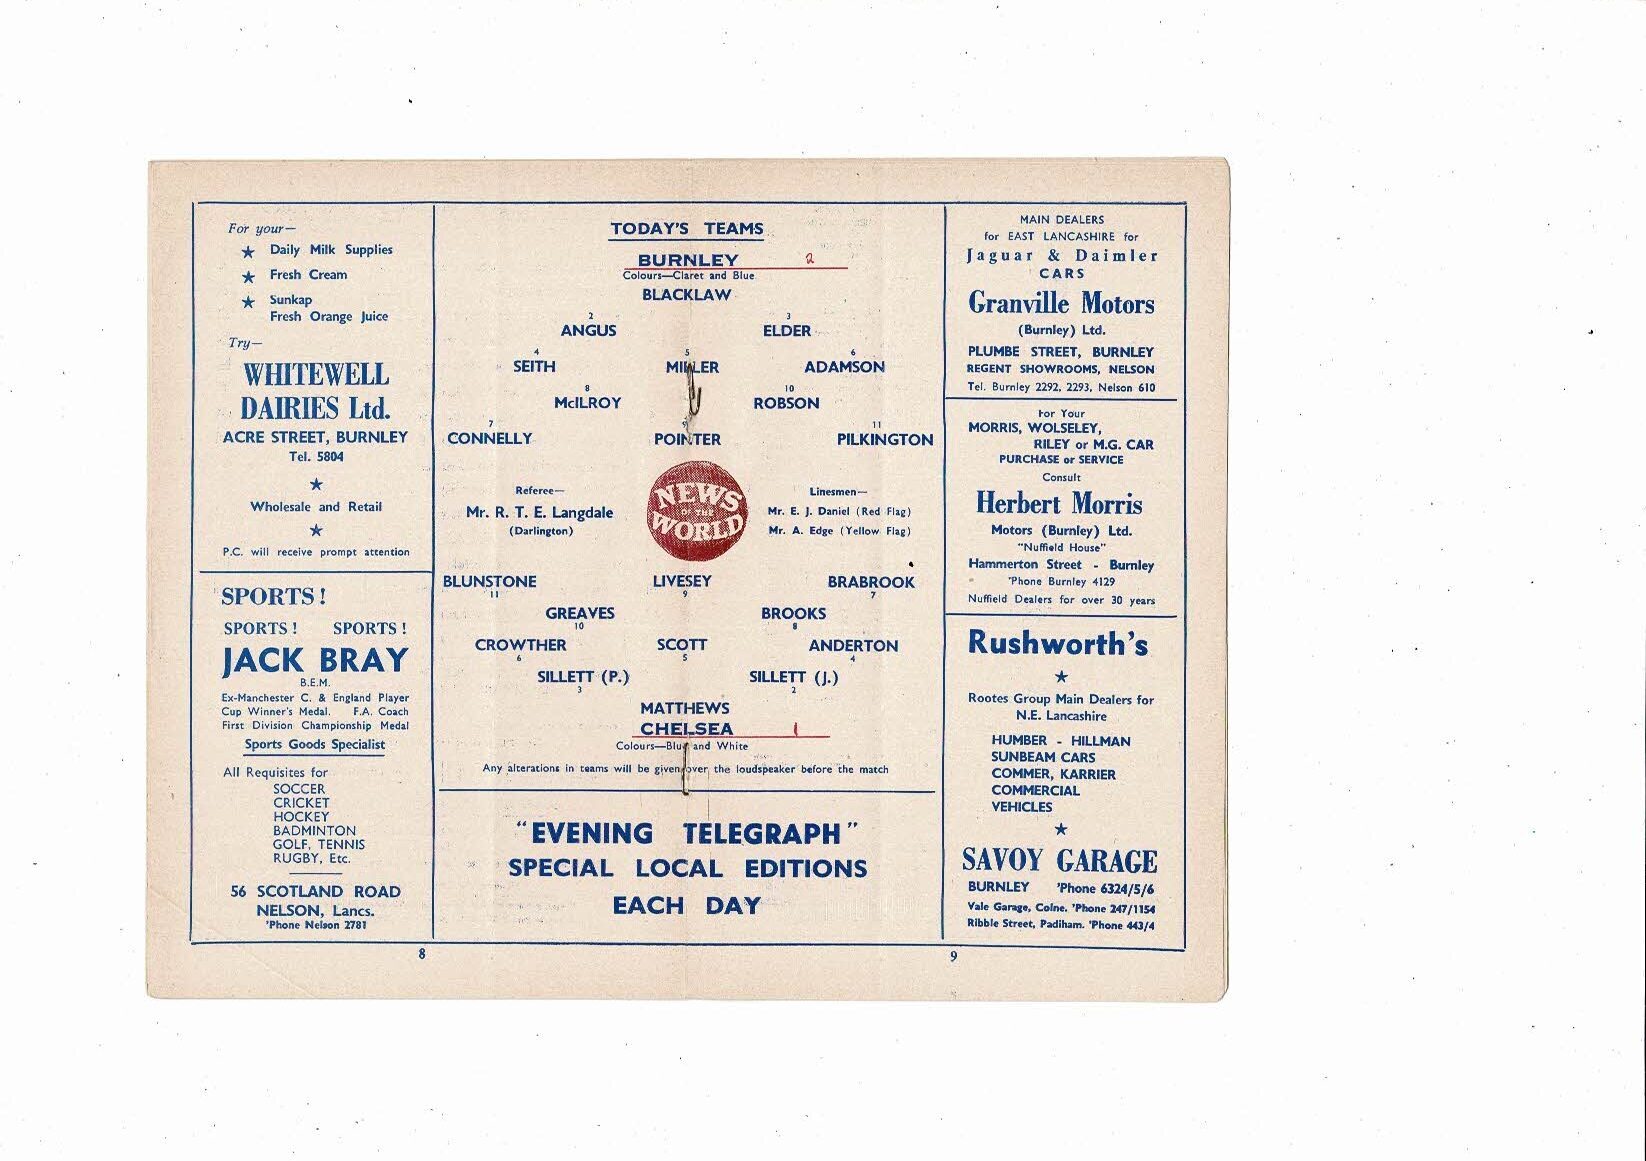 For your—
★ Daily Milk Supplies
★ Fresh Cream
★ Sunkap
Fresh Orange Juice
Try—
WHITEWELL
DAIRIES Ltd.
ACRE STREET, BURNLEY
Tel. 5804
★
Wholesale and Retail
★
P.C. will receive prompt attention
SPORTS!
SPORTS! SPORTS!
JACK BRAY
B.E.M.
Ex-Manchester C. & England Player
Cup Winner's Medal. F.A. Coach
First Division Championship Medal
Sports Goods Specialist
All Requisites for
SOCCER
CRICKET
HOCKEY
BADMINTON
GOLF, TENNIS
RUGBY, Etc.
56 SCOTLAND ROAD
NELSON, Lancs.
'Phone Nelson 2781
8
TODAY'S TEAMS
BURNLEY 2
Colours—Claret and Blue
BLACKLAW
2 3
ANGUS ELDER
4 5 6
SEITH MILLER ADAMSON
8 10
McILROY ROBSON
7 9 11
CONNELLY POINTER PILKINGTON
Referee—
Mr. R. T. E. Langdale
(Darlington)
NEWS
OF THE
WORLD
Linesmen—
Mr. E. J. Daniel (Red Flag)
Mr. A. Edge (Yellow Flag)
BLUNSTONE LIVESEY BRABROOK
11 9 7
GREAVES BROOKS
10 8
CROWTHER SCOTT ANDERTON
6 5 4
SILLETT (P.) SILLETT (J.)
3 2
MATTHEWS
CHELSEA 1
Colours—Blue and White
Any alterations in teams will be given over the loudspeaker before the match
"EVENING TELEGRAPH"
SPECIAL LOCAL EDITIONS
EACH DAY
MAIN DEALERS
for EAST LANCASHIRE for
Jaguar & Daimler
CARS
Granville Motors
(Burnley) Ltd.
PLUMBE STREET, BURNLEY
REGENT SHOWROOMS, NELSON
Tel. Burnley 2292, 2293, Nelson 610
For Your
MORRIS, WOLSELEY,
RILEY or M.G. CAR
PURCHASE or SERVICE
Consult
Herbert Morris
Motors (Burnley) Ltd.
"Nuffield House"
Hammerton Street - Burnley
'Phone Burnley 4129
Nuffield Dealers for over 30 years
Rushworth's
★
Rootes Group Main Dealers for
N.E. Lancashire
HUMBER - HILLMAN
SUNBEAM CARS
COMMER, KARRIER
COMMERCIAL
VEHICLES
★
SAVOY GARAGE
BURNLEY 'Phone 6324/5/6
Vale Garage, Colne. 'Phone 247/1154
Ribble Street, Padiham. 'Phone 443/4
9